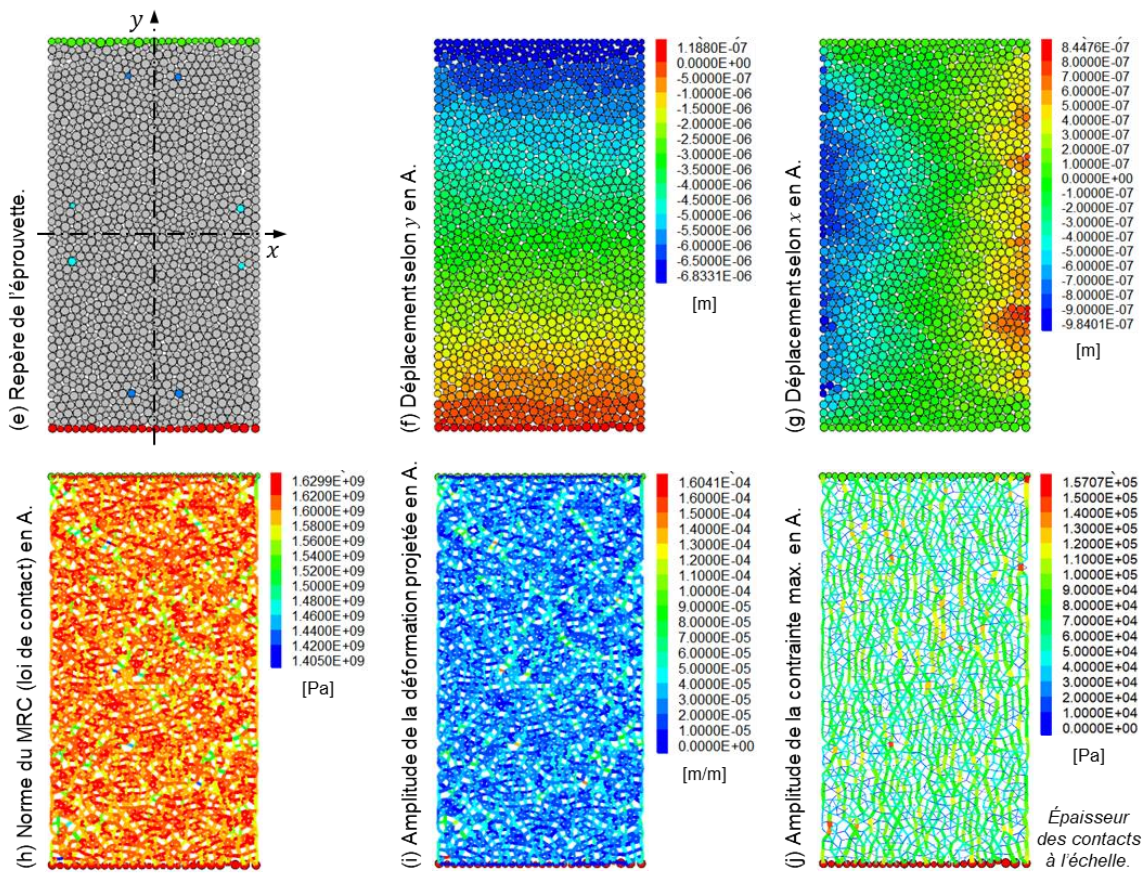 (e) Repère de l'éprouvette.
y
x
(f) Déplacement selon y en A.
1.1880E-07
0.0000E+00
-5.0000E-07
-1.0000E-06
-1.5000E-06
-2.0000E-06
-2.5000E-06
-3.0000E-06
-3.5000E-06
-4.0000E-06
-4.5000E-06
-5.0000E-06
-5.5000E-06
-6.0000E-06
-6.5000E-06
-6.8331E-06
[m]
(g) Déplacement selon x en A.
8.4476E-07
8.0000E-07
7.0000E-07
6.0000E-07
5.0000E-07
4.0000E-07
3.0000E-07
2.0000E-07
1.0000E-07
0.0000E+00
-1.0000E-07
-2.0000E-07
-3.0000E-07
-4.0000E-07
-5.0000E-07
-6.0000E-07
-7.0000E-07
-8.0000E-07
-9.0000E-07
-9.8401E-07
[m]
(h) Norme du MRC (loi de contact) en A.
1.6299E+09
1.6200E+09
1.6000E+09
1.5800E+09
1.5600E+09
1.5400E+09
1.5200E+09
1.5000E+09
1.4800E+09
1.4600E+09
1.4400E+09
1.4200E+09
1.4050E+09
[Pa]
(i) Amplitude de la déformation projetée en A.
1.6041E-04
1.6000E-04
1.5000E-04
1.4000E-04
1.3000E-04
1.2000E-04
1.1000E-04
1.0000E-04
9.0000E-05
8.0000E-05
7.0000E-05
6.0000E-05
5.0000E-05
4.0000E-05
3.0000E-05
2.0000E-05
1.0000E-05
0.0000E+00
[m/m]
(j) Amplitude de la contrainte max. en A.
1.5707E+05
1.5000E+05
1.4000E+05
1.3000E+05
1.2000E+05
1.1000E+05
1.0000E+05
9.0000E+04
8.0000E+04
7.0000E+04
6.0000E+04
5.0000E+04
4.0000E+04
3.0000E+04
2.0000E+04
1.0000E+04
0.0000E+00
[Pa]
Épaisseur
des contacts
à l'échelle.